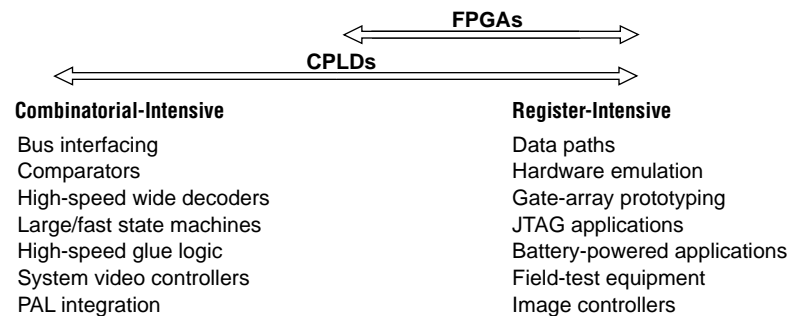 FPGAs
CPLDs
Combinatorial-Intensive
Bus interfacing
Comparators
High-speed wide decoders
Large/fast state machines
High-speed glue logic
System video controllers
PAL integration
Register-Intensive
Data paths
Hardware emulation
Gate-array prototyping
JTAG applications
Battery-powered applications
Field-test equipment
Image controllers